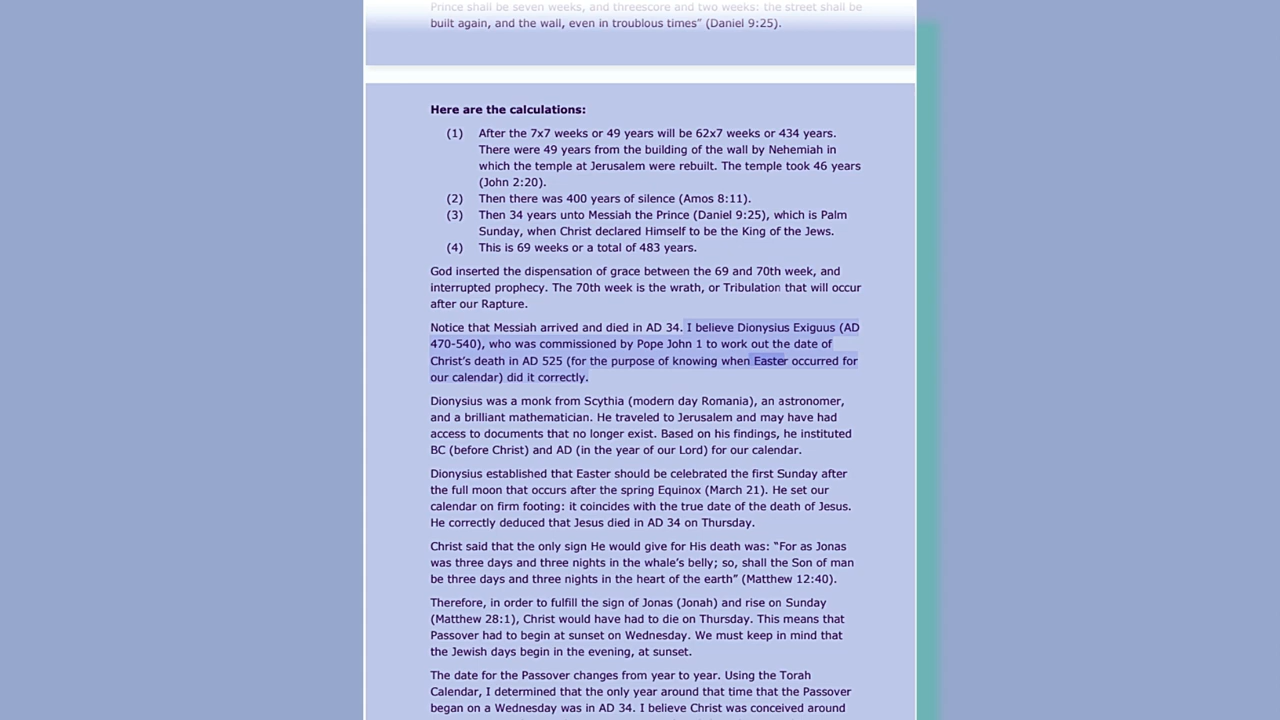 Prince shall be seven weeks, and threescore and two weeks: the street shall be
built again, and the wall, even in troublous times” (Daniel 9:25).
Here are the calculations:
(1) After the 7x7 weeks or 49 years will be 62x7 weeks or 434 years.
There were 49 years from the building of the wall by Nehemiah in
which the temple at Jerusalem were rebuilt. The temple took 46 years
(John 2:20).
(2) Then there was 400 years of silence (Amos 8:11).
(3) Then 34 years unto Messiah the Prince (Daniel 9:25), which is Palm
Sunday, when Christ declared Himself to be the King of the Jews.
(4) This is 69 weeks or a total of 483 years.
God inserted the dispensation of grace between the 69 and 70th week, and
interrupted prophecy. The 70th week is the wrath, or Tribulation that will occur
after our Rapture.
Notice that Messiah arrived and died in AD 34. I believe Dionysius Exiguus (AD
470-540), who was commissioned by Pope John 1 to work out the date of
Christ’s death in AD 525 (for the purpose of knowing when Easter occurred for
our calendar) did it correctly.
Dionysius was a monk from Scythia (modern day Romania), an astronomer,
and a brilliant mathematician. He traveled to Jerusalem and may have had
access to documents that no longer exist. Based on his findings, he instituted
BC (before Christ) and AD (in the year of our Lord) for our calendar.
Dionysius established that Easter should be celebrated the first Sunday after
the full moon that occurs after the spring Equinox (March 21). He set our
calendar on firm footing: it coincides with the true date of the death of Jesus.
He correctly deduced that Jesus died in AD 34 on Thursday.
Christ said that the only sign He would give for His death was: “For as Jonas
was three days and three nights in the whale’s belly; so, shall the Son of man
be three days and three nights in the heart of the earth” (Matthew 12:40).
Therefore, in order to fulfill the sign of Jonas (Jonah) and rise on Sunday
(Matthew 28:1), Christ would have had to die on Thursday. This means that
Passover had to begin at sunset on Wednesday. We must keep in mind that
the Jewish days begin in the evening, at sunset.
The date for the Passover changes from year to year. Using the Torah
Calendar, I determined that the only year around that time that the Passover
began on a Wednesday was in AD 34. I believe Christ was conceived around